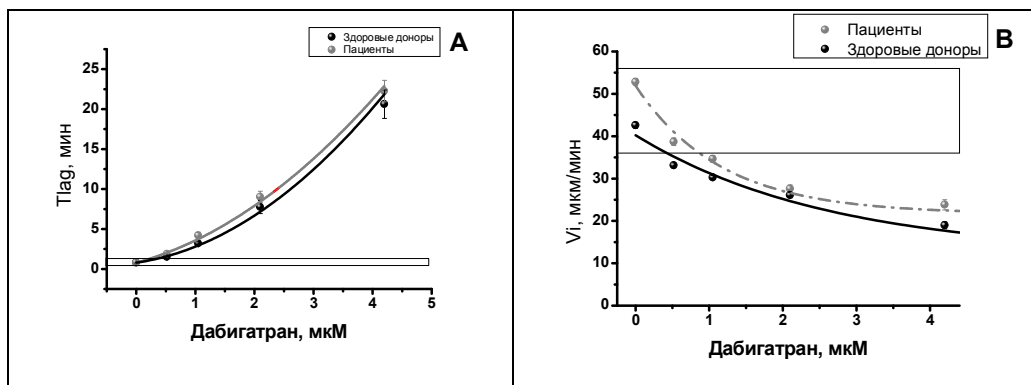 Здоровые доноры
Пациенты
A
Tlag, мин
25
20
15
10
5
0
0 1 2 3 4 5
Дабигатран, мкМ
Пациенты
Здоровые доноры
B
Vi, мкм/мин
60
50
40
30
20
10
0
0 1 2 3 4
Дабигатран, мкМ